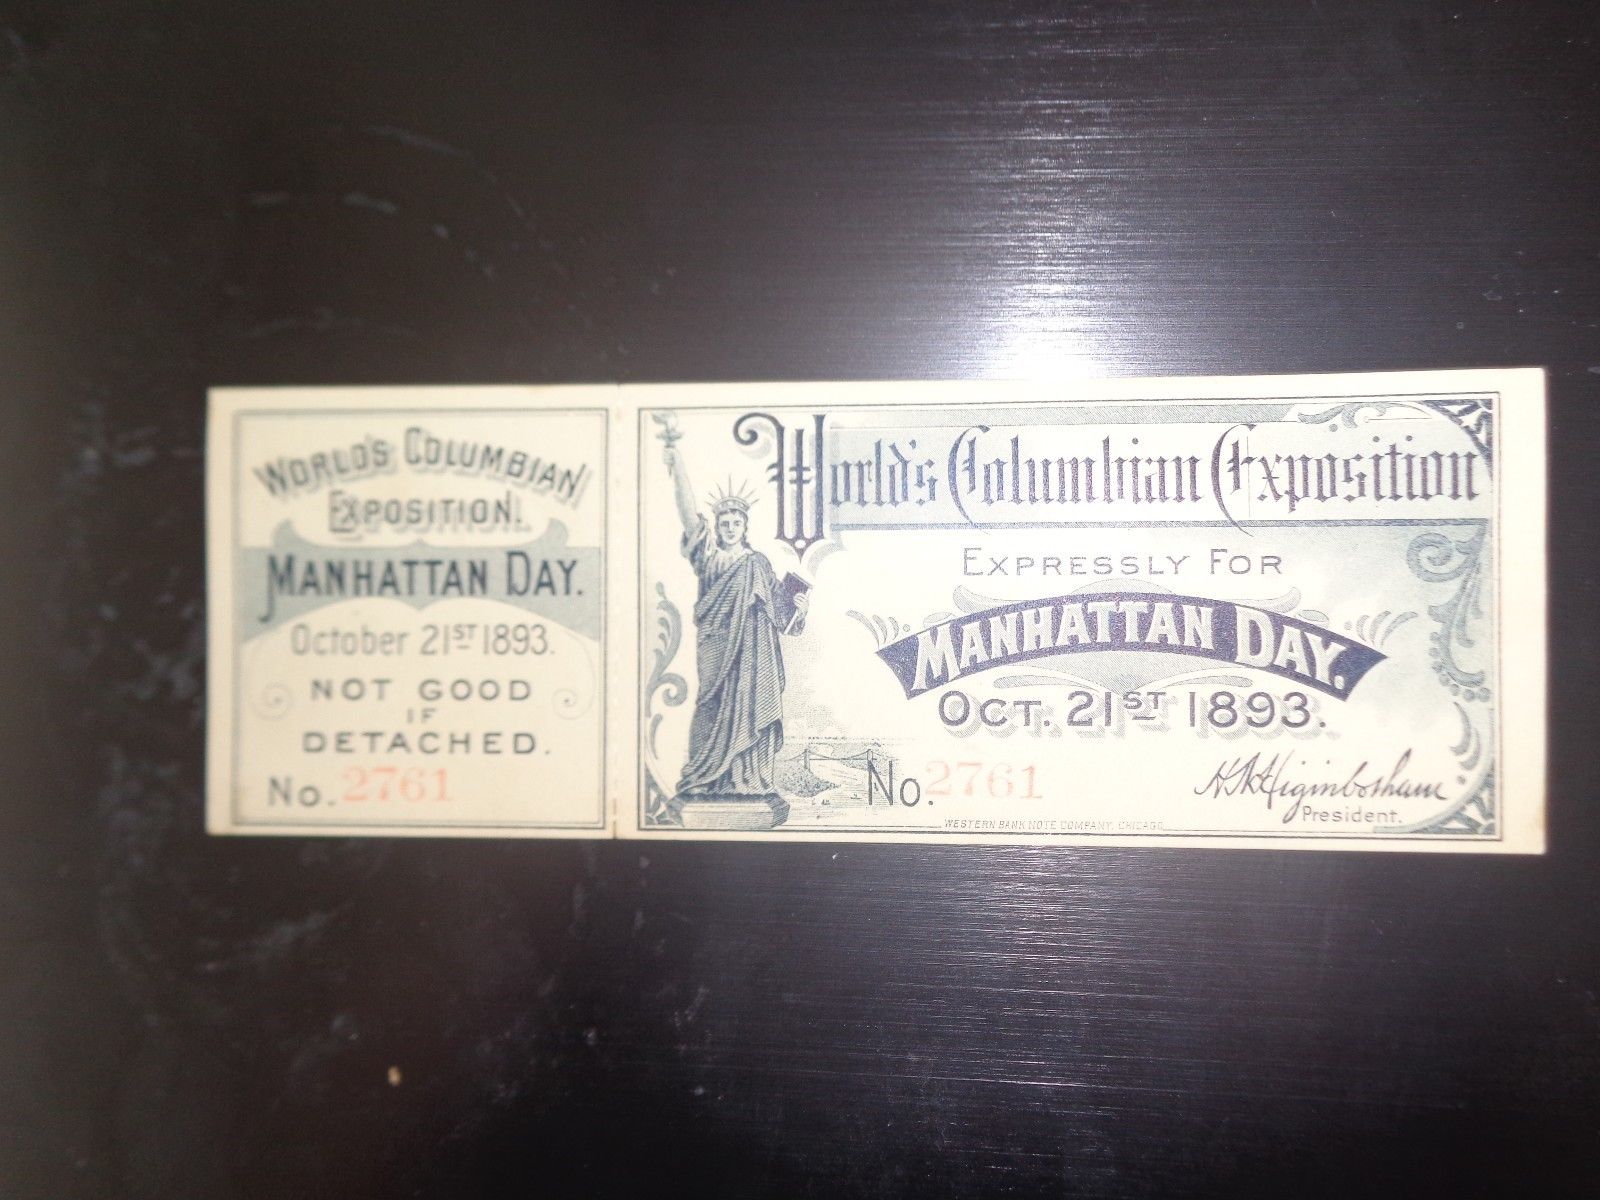 WORLD'S COLUMBIAN
EXPOSITION.
MANHATTAN DAY.
October 21ST 1893.
NOT GOOD
IF
DETACHED.
No. 2761
World's Columbian Exposition
EXPRESSLY FOR
MANHATTAN DAY.
OCT. 21ST 1893.
No. 2761
H.N. Higinbotham
President.
WESTERN BANK NOTE COMPANY, CHICAGO